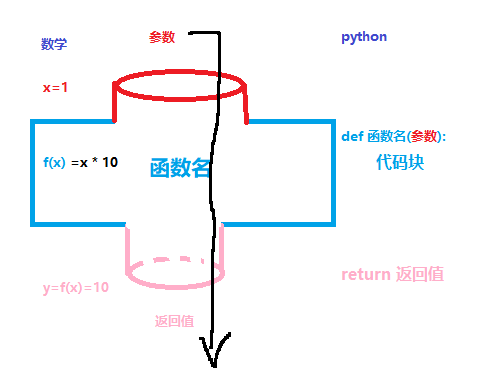 数学
参数
python
x=1
def 函数名(参数):
f(x) =x * 10
函数名
代码块
y=f(x)=10
return 返回值
返回值